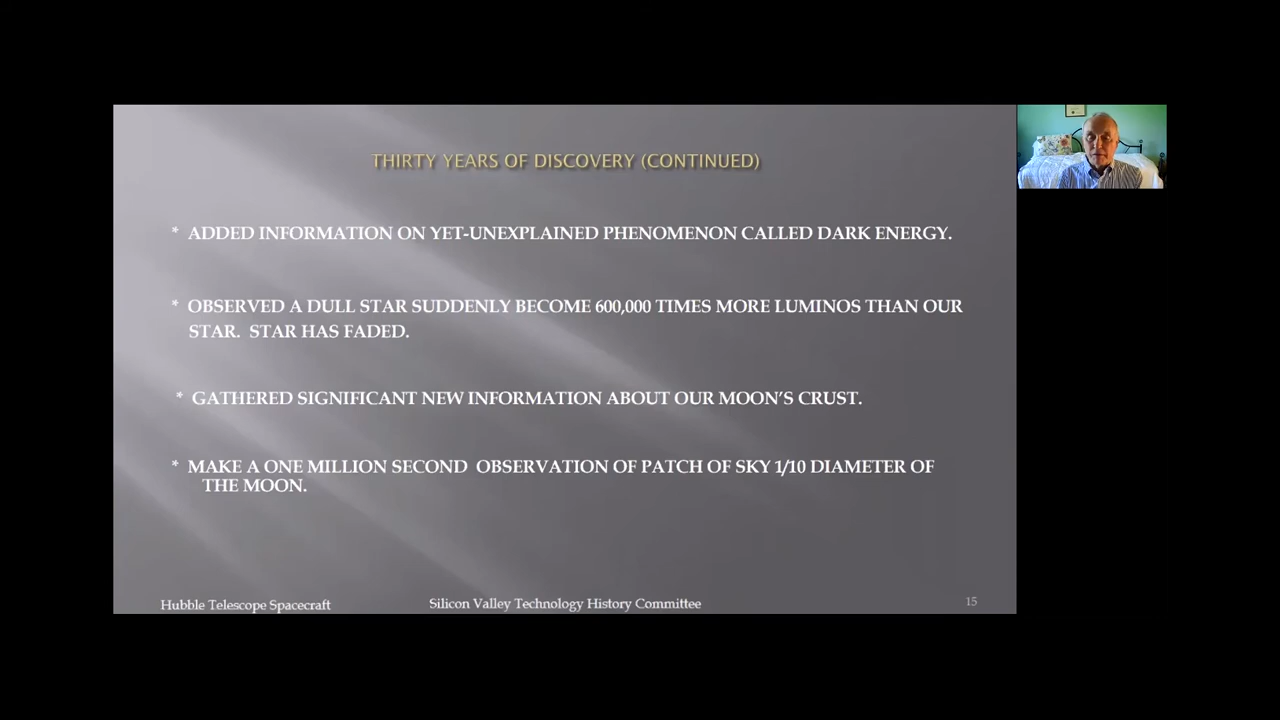 THIRTY YEARS OF DISCOVERY (CONTINUED)
* ADDED INFORMATION ON YET-UNEXPLAINED PHENOMENON CALLED DARK ENERGY.
* OBSERVED A DULL STAR SUDDENLY BECOME 600,000 TIMES MORE LUMINOS THAN OUR
STAR. STAR HAS FADED.
* GATHERED SIGNIFICANT NEW INFORMATION ABOUT OUR MOON'S CRUST.
* MAKE A ONE MILLION SECOND OBSERVATION OF PATCH OF SKY 1/10 DIAMETER OF
THE MOON.
Hubble Telescope Spacecraft
Silicon Valley Technology History Committee
15